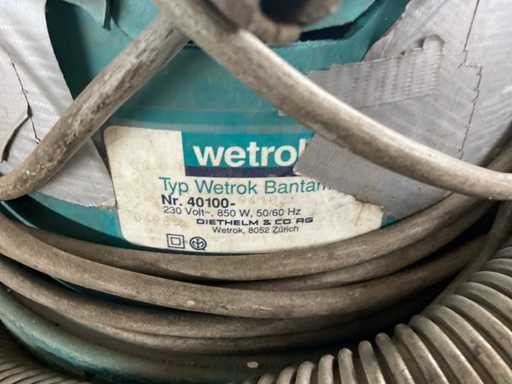 wetrok
Typ Wetrok Bantam
Nr. 40100-
230 Volt~, 850 W, 50/60 Hz
DIETHELM & CO AG
Wetrok, 8052 Zürich